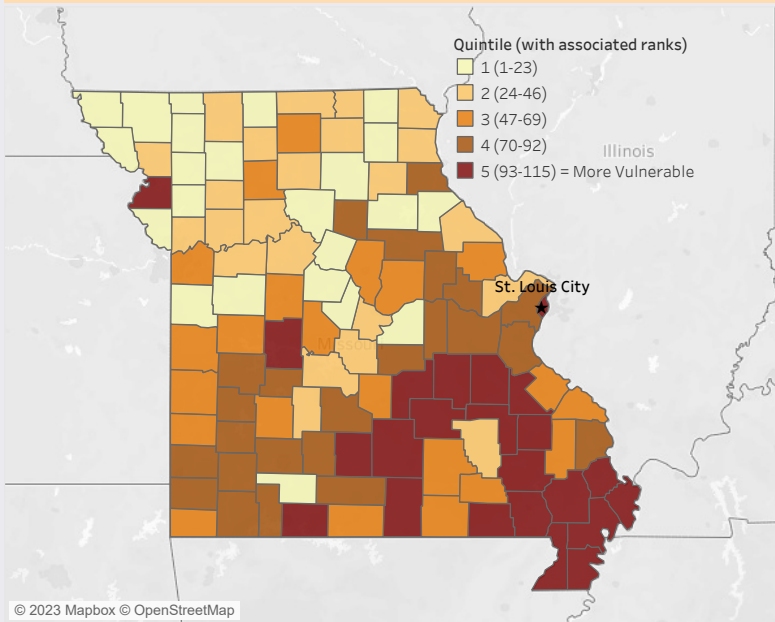 Quintile (with associated ranks)
1 (1-23)
2 (24-46)
3 (47-69)
4 (70-92)
5 (93-115) = More Vulnerable
Illinois
St. Louis City
Missouri
© 2023 Mapbox © OpenStreetMap